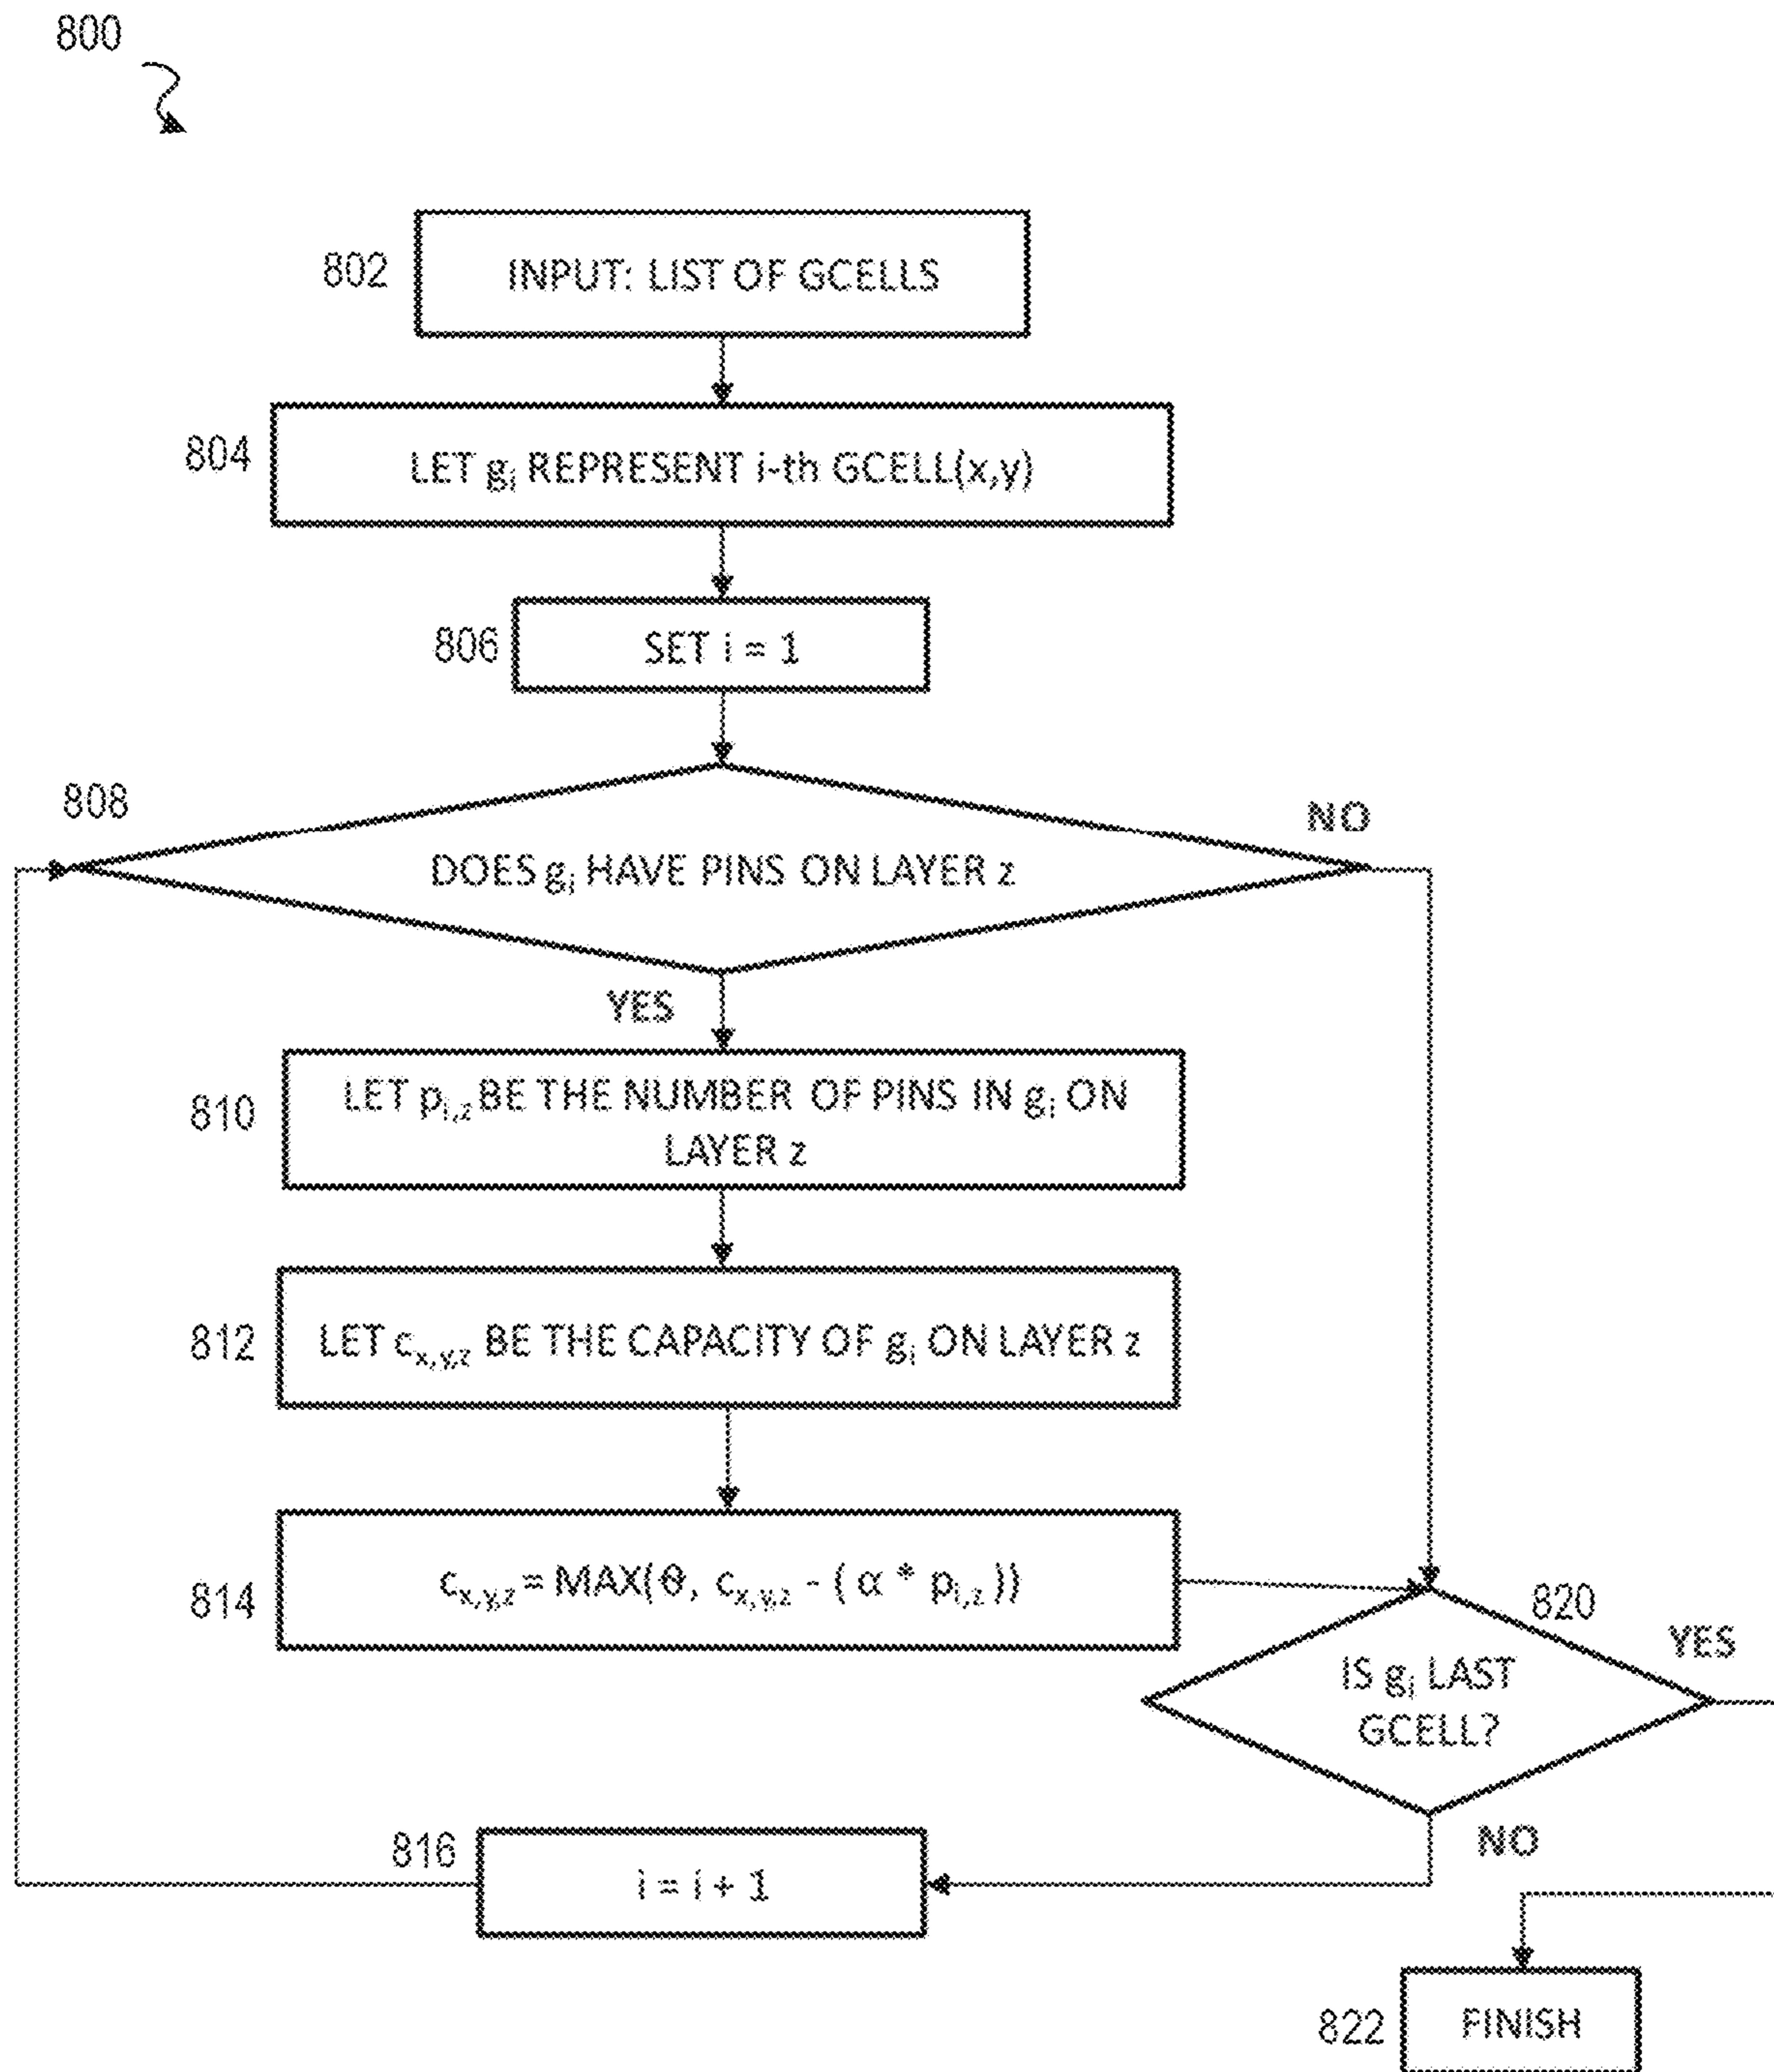 800
802
INPUT: LIST OF GCELLS
804
LET gi REPRESENT i-th GCELL(x,y)
806
SET i = 1
808
NO
DOES gi HAVE PINS ON LAYER z
YES
810
LET pi,z BE THE NUMBER OF PINS IN gi ON
LAYER z
812
LET cx,y,z BE THE CAPACITY OF gi ON LAYER z
814
cx,y,z = MAX(Θ, cx,y,z - ( α * pi,z ))
820
YES
IS gi LAST
GCELL?
NO
816
i = i + 1
822
FINISH